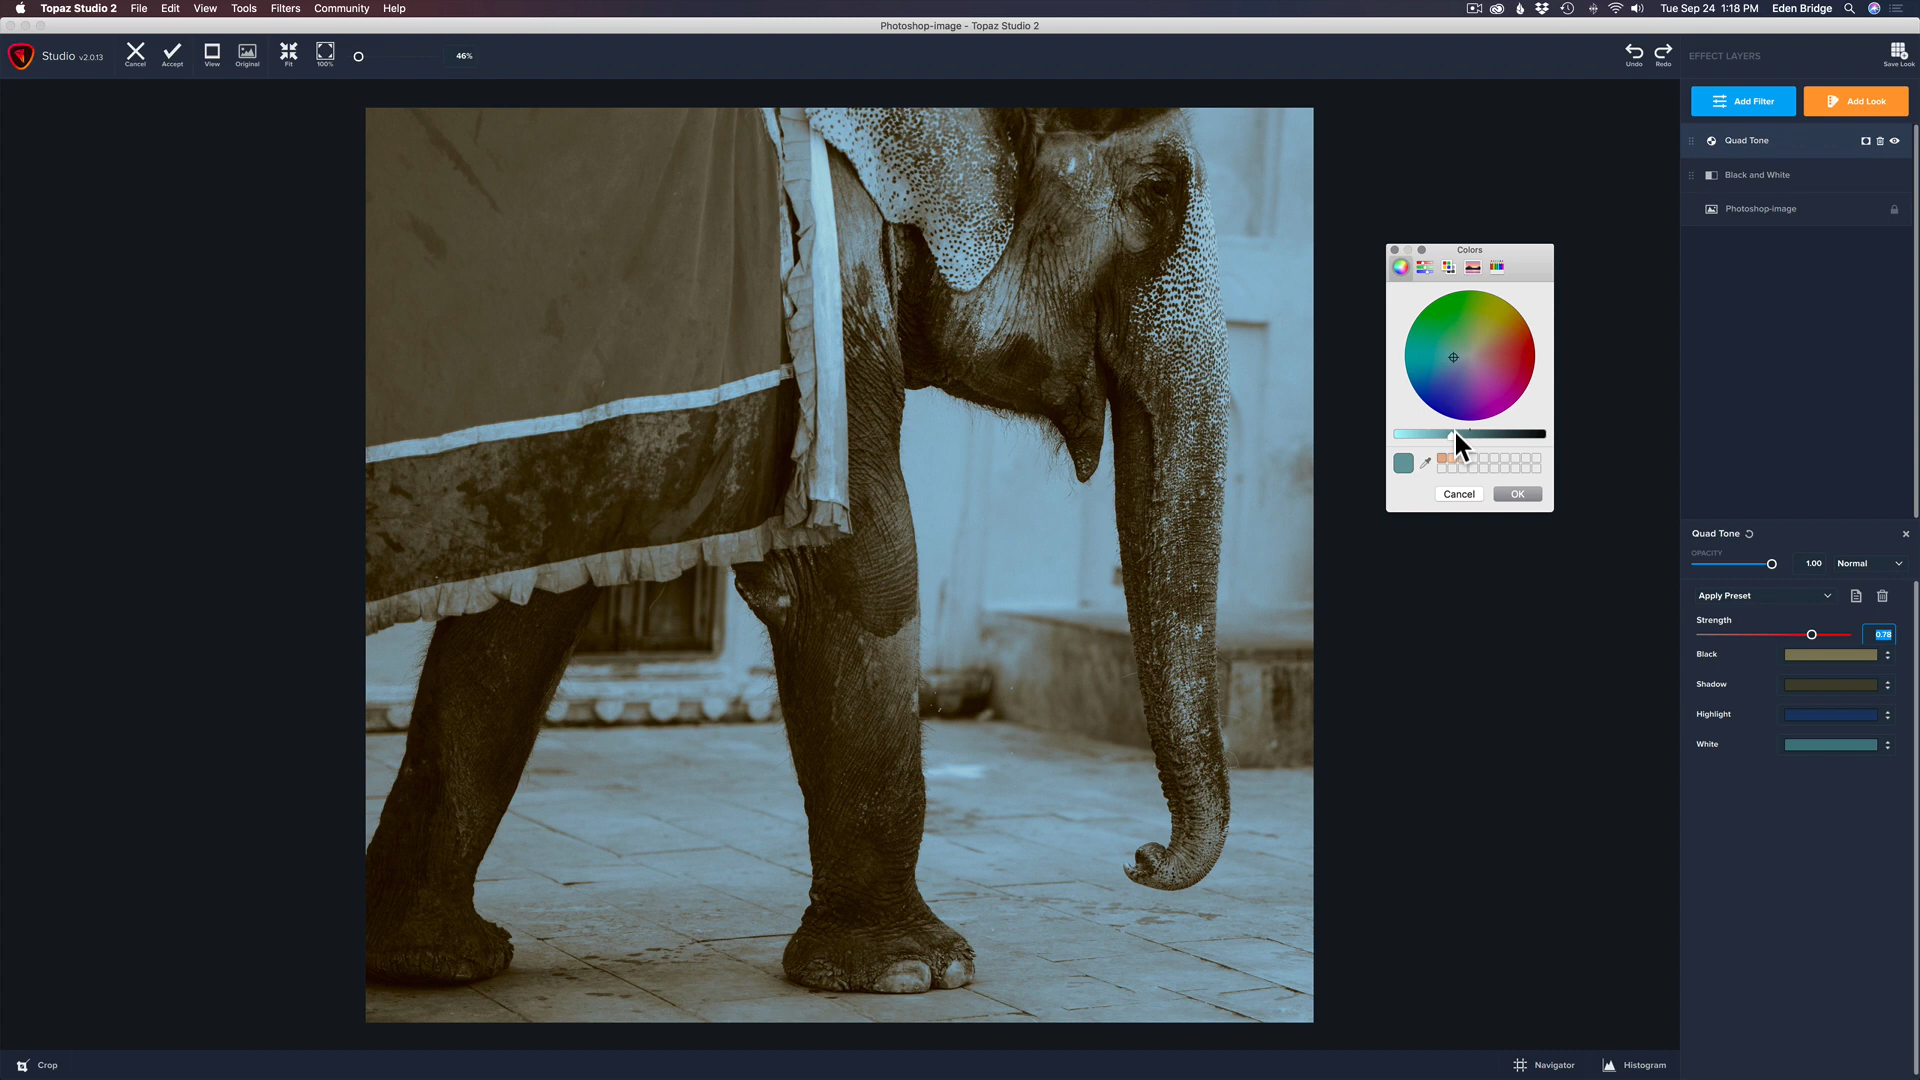 Topaz Studio 2 File Edit View Tools Filters Community Help Tue Sep 24 1:18 PM Eden Bridge
Photoshop-image - Topaz Studio 2
Studio v2.0.13 Cancel Accept View Original Fit 100% 46% Undo Redo EFFECT LAYERS Save Look
Add Filter Add Look
Quad Tone
Black and White
Photoshop-image
Colors
Cancel OK
Quad Tone
OPACITY
1.00 Normal
Apply Preset
Strength
0.78
Black
Shadow
Highlight
White
Crop Navigator Histogram